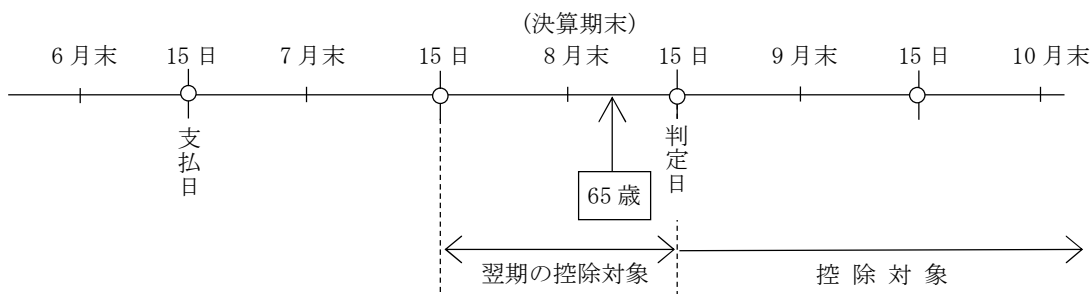 (決算期末)
6月末 15日 7月末 15日 8月末 15日 9月末 15日 10月末
支払日
判定日
65歳
翌期の控除対象
控除対象